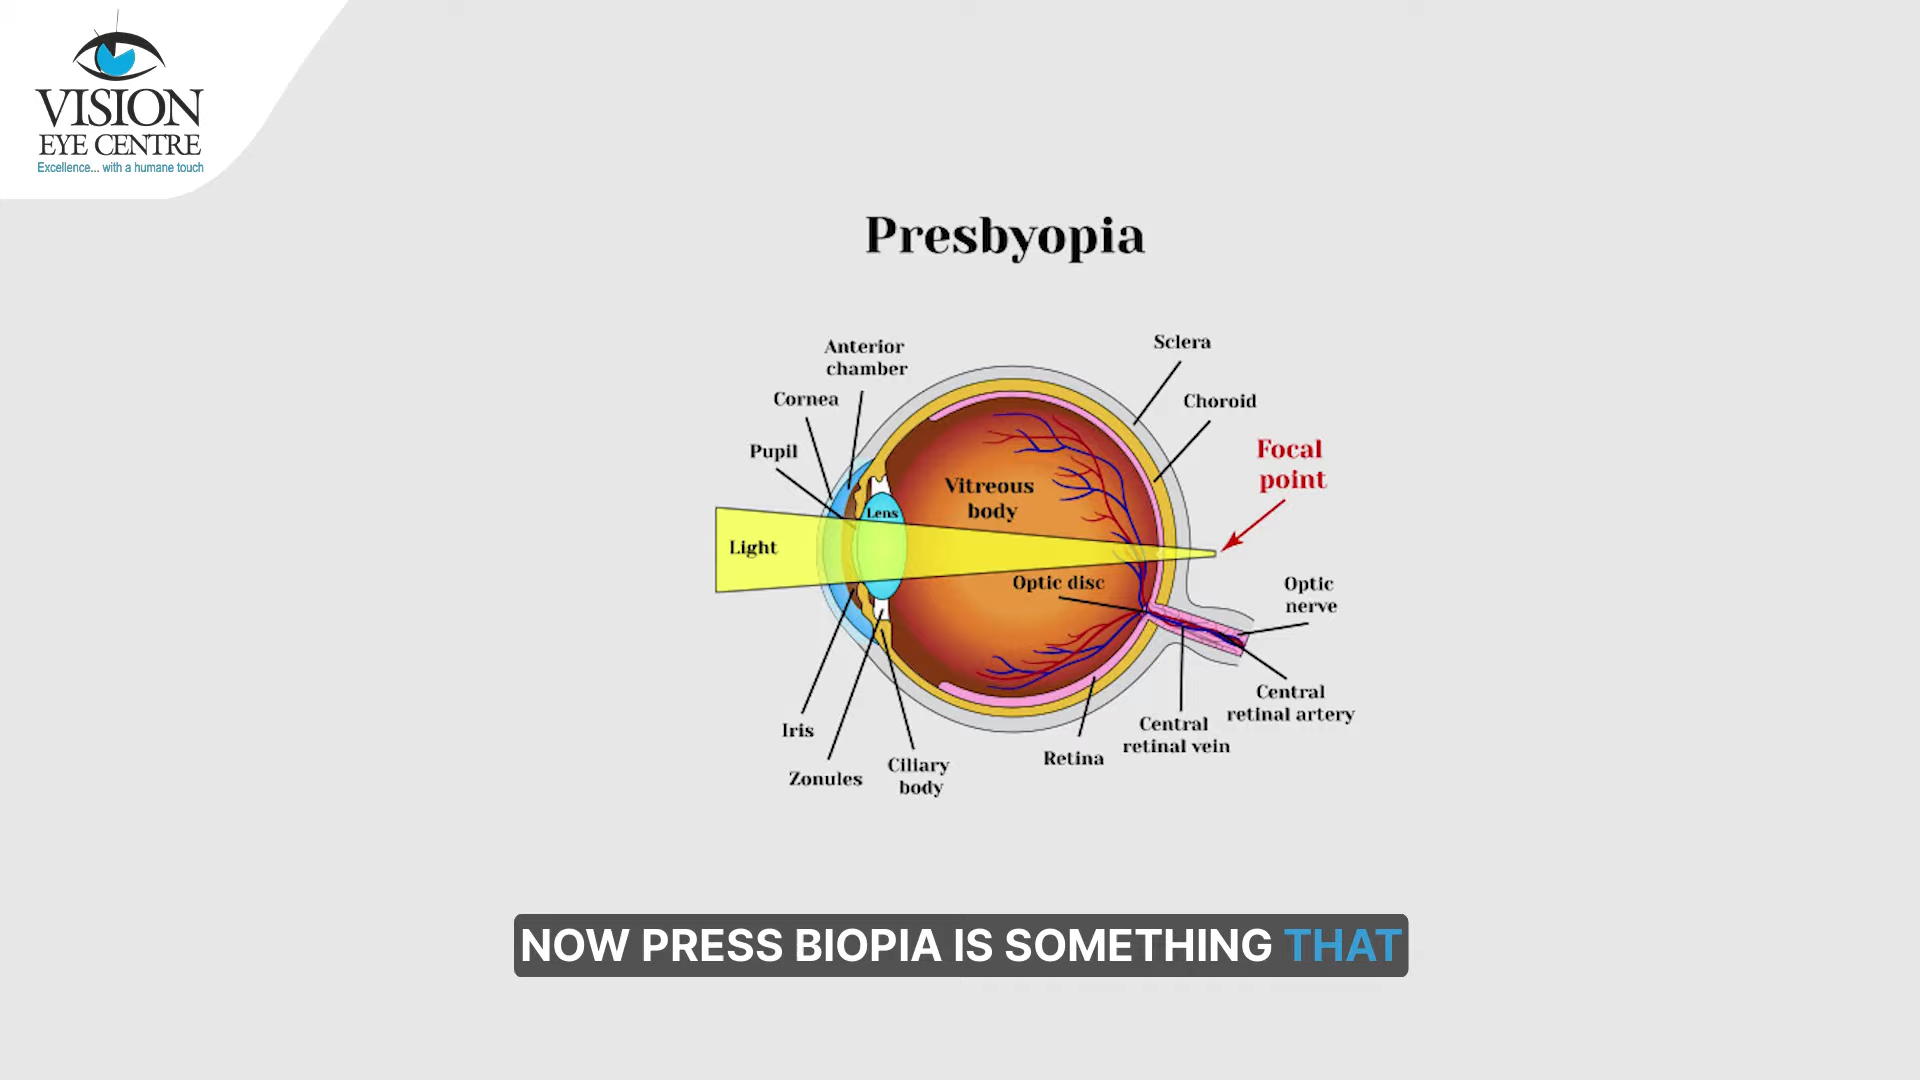 VISION
EYE CENTRE
Excellence... with a humane touch
Presbyopia
Anterior
chamber
Cornea
Pupil
Sclera
Choroid
Focal
point
Vitreous
body
Lens
Light
Optic disc
Optic
nerve
Central
retinal artery
Central
retinal vein
Retina
Iris
Zonules
Ciliary
body
NOW PRESS BIOPIA IS SOMETHING THAT